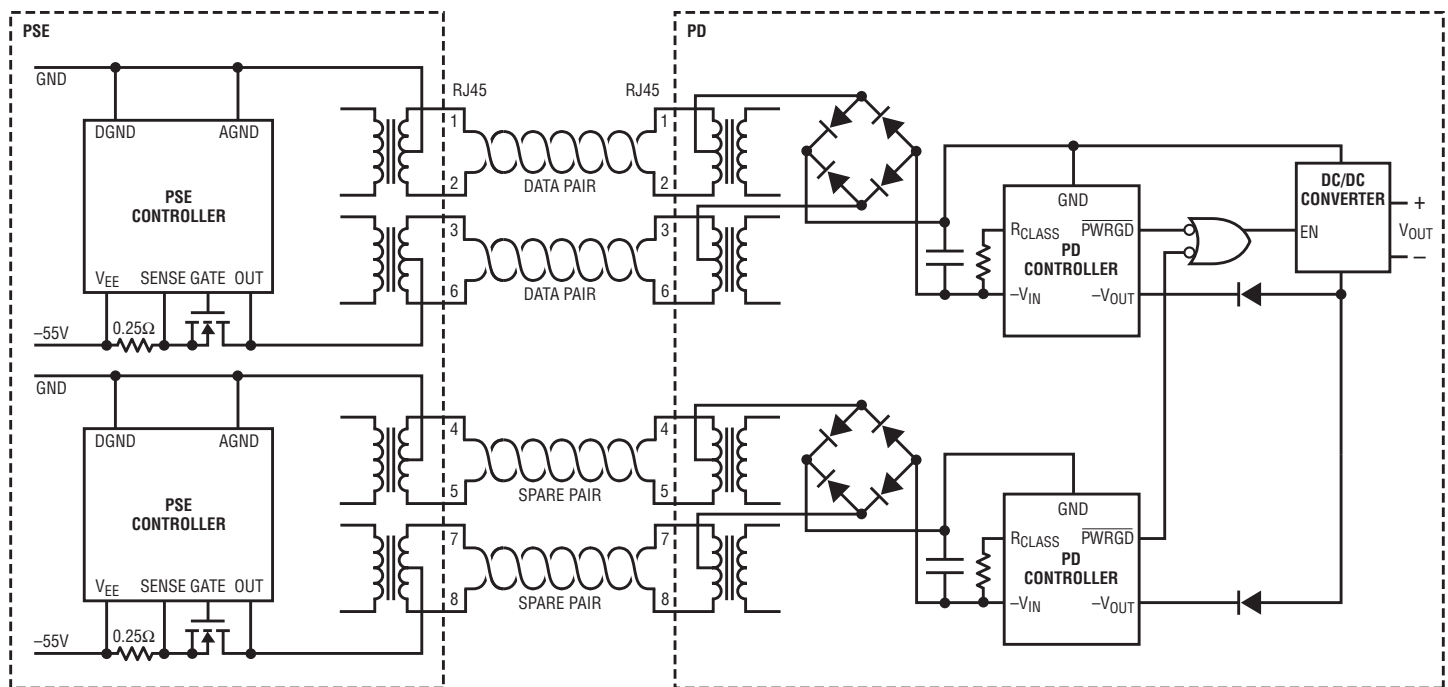 PSE
PD
GND
RJ45
RJ45
DGND
AGND
1
1
PSE
CONTROLLER
2
DATA PAIR
2
GND
DC/DC
CONVERTER
+
3
3
RCLASS
PWRGD
EN
VOUT
PD
CONTROLLER
–
VEE
SENSE
GATE
OUT
6
DATA PAIR
6
–VIN
–VOUT
–55V
0.25Ω
GND
DGND
AGND
4
4
PSE
CONTROLLER
5
SPARE PAIR
5
GND
7
7
RCLASS
PWRGD
PD
CONTROLLER
VEE
SENSE
GATE
OUT
8
SPARE PAIR
8
–VIN
–VOUT
–55V
0.25Ω